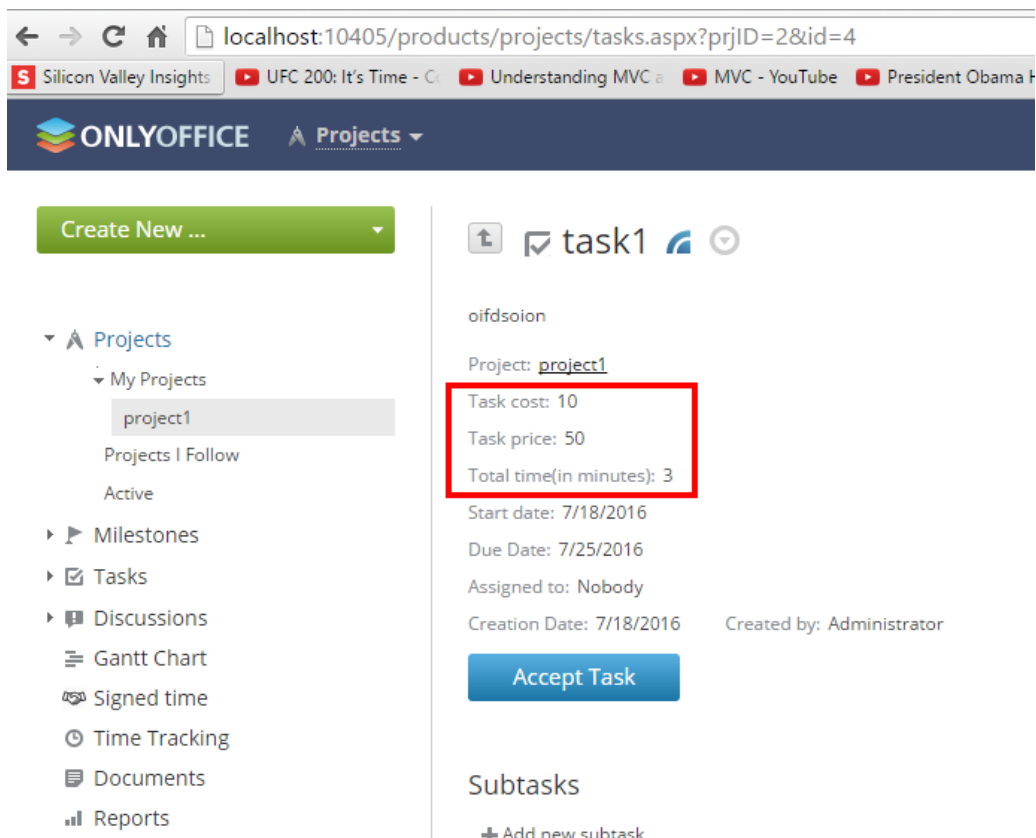 localhost:10405/products/projects/tasks.aspx?prjID=2&id=4
S Silicon Valley Insights UFC 200: It's Time - Understanding MVC MVC - YouTube President Obama
ONLYOFFICE Projects
Create New ...
task1
oifdsoion
Projects
Project: project1
My Projects
Task cost: 10
project1
Task price: 50
Projects I Follow
Total time(in minutes): 3
Active
Start date: 7/18/2016
Milestones
Due Date: 7/25/2016
Tasks
Assigned to: Nobody
Discussions
Creation Date: 7/18/2016 Created by: Administrator
Gantt Chart
Accept Task
Signed time
Time Tracking
Documents
Subtasks
Reports
Add new subtask